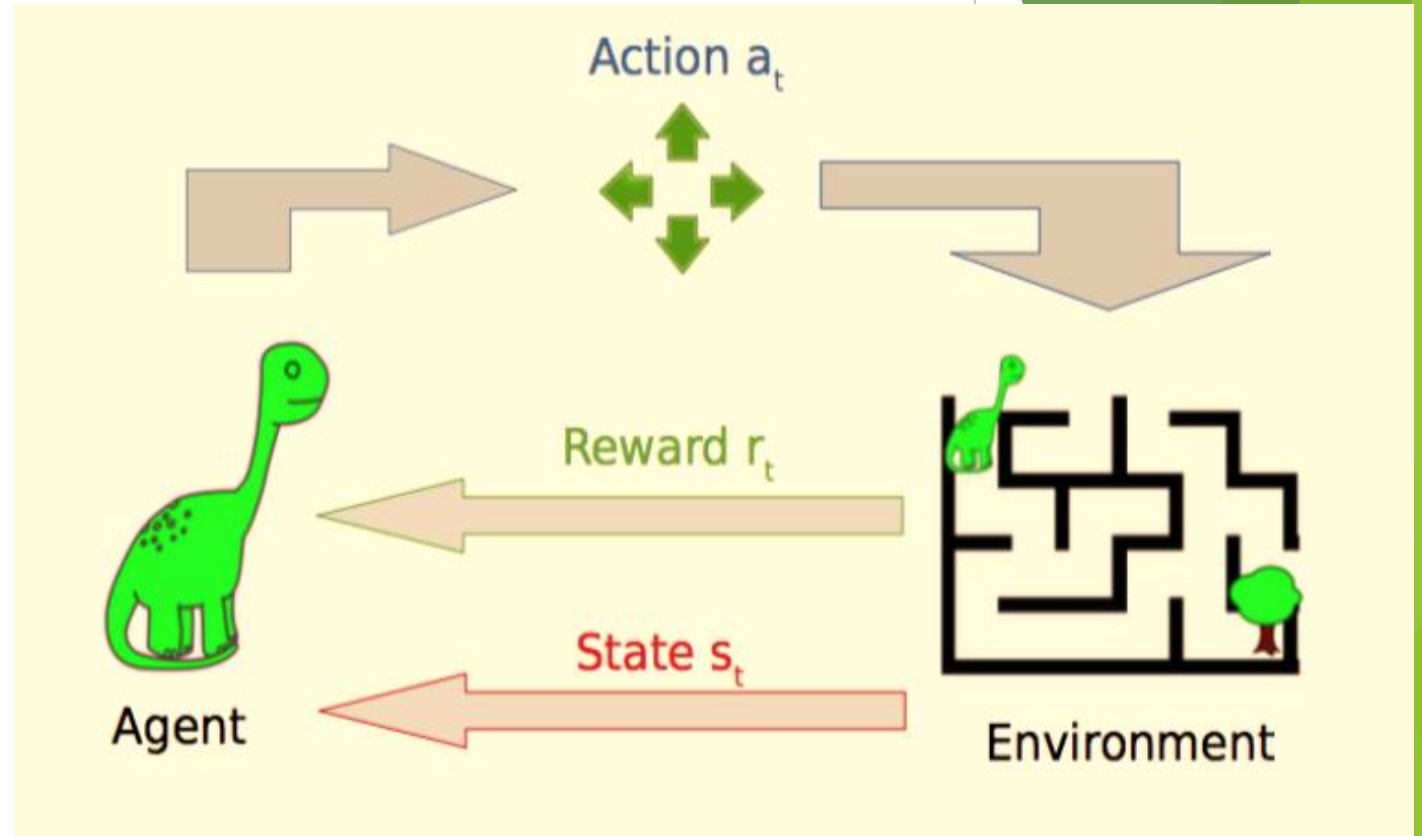 Action a_t
Reward r_t
State s_t
Agent
Environment